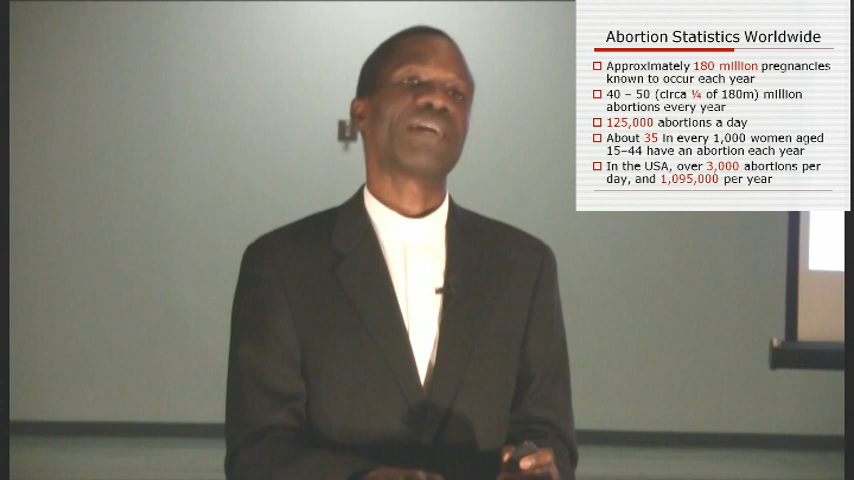 Abortion Statistics Worldwide
Approximately 180 million pregnancies
known to occur each year
40 – 50 (circa ¼ of 180m) million
abortions every year
125,000 abortions a day
About 35 in every 1,000 women aged
15–44 have an abortion each year
In the USA, over 3,000 abortions per
day, and 1,095,000 per year